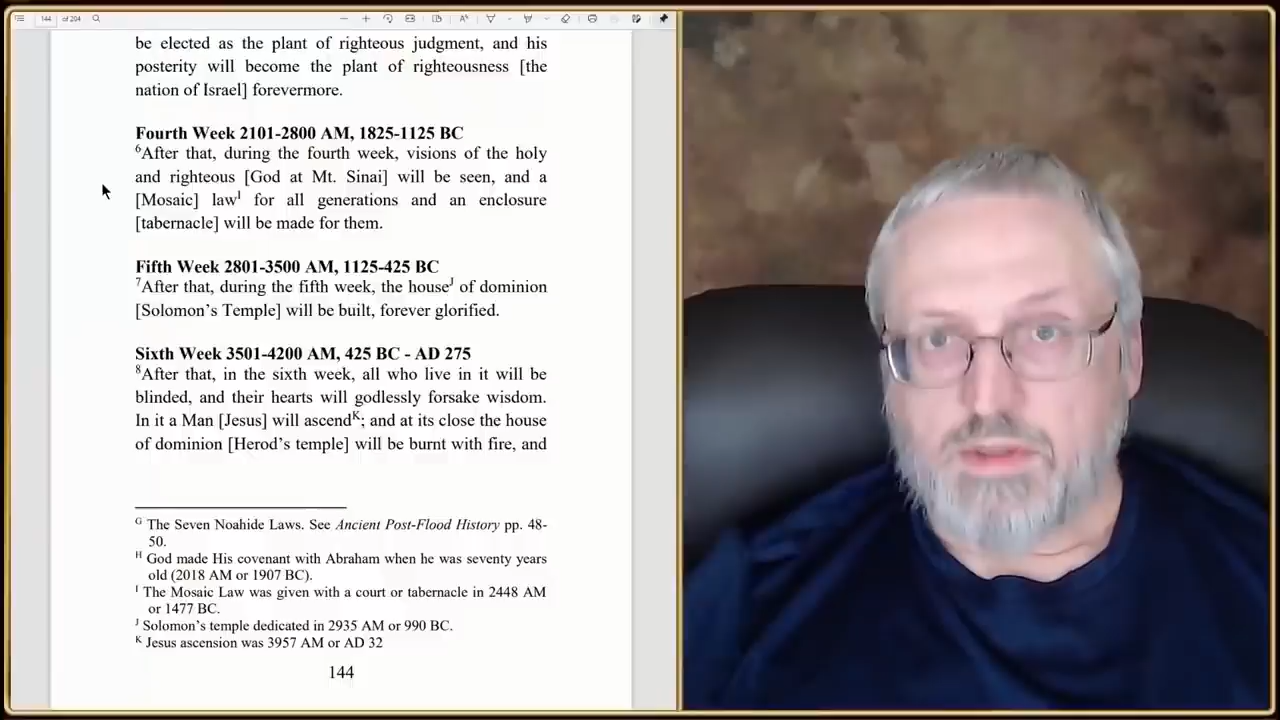 144 of 204
be elected as the plant of righteous judgment, and his
posterity will become the plant of righteousness [the
nation of Israel] forevermore.
Fourth Week 2101-2800 AM, 1825-1125 BC
6After that, during the fourth week, visions of the holy
and righteous [God at Mt. Sinai] will be seen, and a
[Mosaic] lawI for all generations and an enclosure
[tabernacle] will be made for them.
Fifth Week 2801-3500 AM, 1125-425 BC
7After that, during the fifth week, the houseJ of dominion
[Solomon's Temple] will be built, forever glorified.
Sixth Week 3501-4200 AM, 425 BC - AD 275
8After that, in the sixth week, all who live in it will be
blinded, and their hearts will godlessly forsake wisdom.
In it a Man [Jesus] will ascendK; and at its close the house
of dominion [Herod's temple] will be burnt with fire, and
G The Seven Noahide Laws. See Ancient Post-Flood History pp. 48-
50.
H God made His covenant with Abraham when he was seventy years
old (2018 AM or 1907 BC).
I The Mosaic Law was given with a court or tabernacle in 2448 AM
or 1477 BC.
J Solomon's temple dedicated in 2935 AM or 990 BC.
K Jesus ascension was 3957 AM or AD 32
144